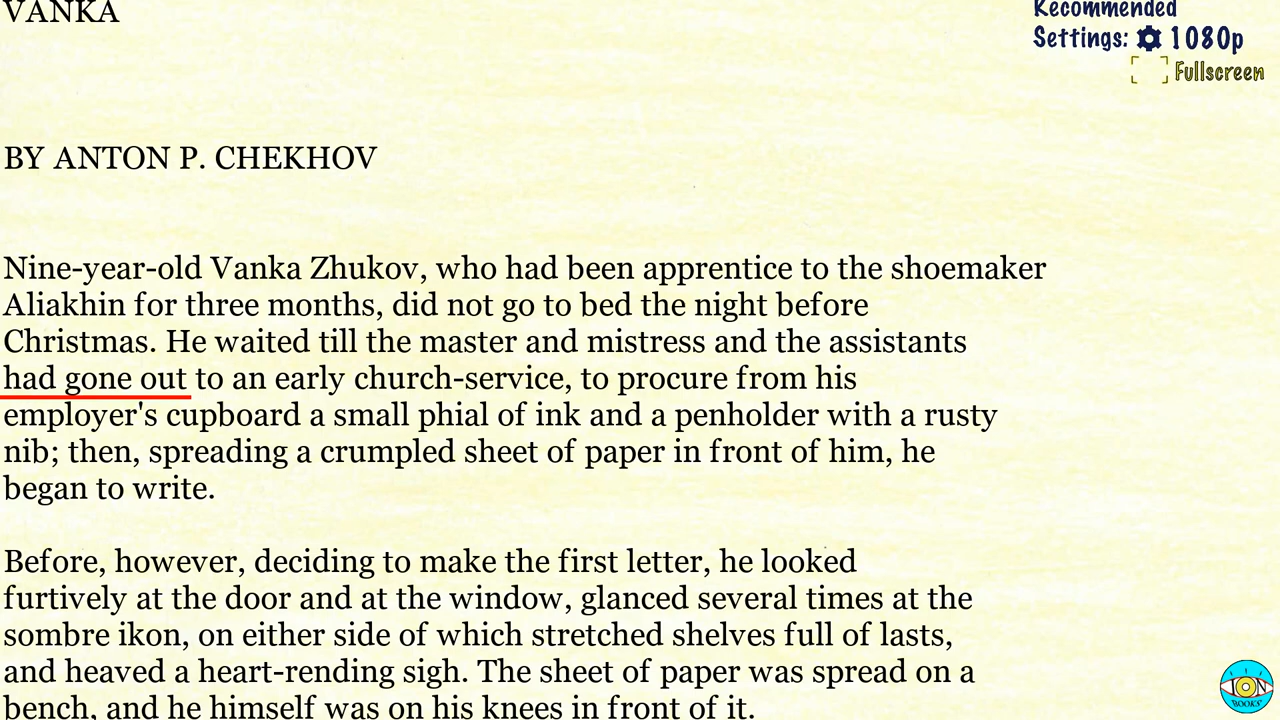 VANKA
Recommended
Settings: 1080p
Fullscreen
BY ANTON P. CHEKHOV
Nine-year-old Vanka Zhukov, who had been apprentice to the shoemaker
Aliakhin for three months, did not go to bed the night before
Christmas. He waited till the master and mistress and the assistants
had gone out to an early church-service, to procure from his
employer's cupboard a small phial of ink and a penholder with a rusty
nib; then, spreading a crumpled sheet of paper in front of him, he
began to write.
Before, however, deciding to make the first letter, he looked
furtively at the door and at the window, glanced several times at the
sombre ikon, on either side of which stretched shelves full of lasts,
and heaved a heart-rending sigh. The sheet of paper was spread on a
bench, and he himself was on his knees in front of it.
ION
BOOKS